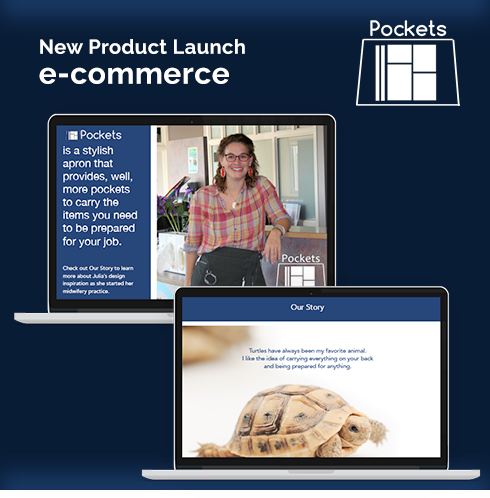 New Product Launch
e-commerce
Pockets
Pockets
is a stylish
apron that
provides, well,
more pockets
to carry the
items you need
to be prepared
for your job.
Check out Our Story to learn
more about Julia's design
inspiration as she started her
midwifery practice.
Pockets
Our Story
Turtles have always been my favorite animal.
I like the idea of carrying everything on your back
and being prepared for anything.